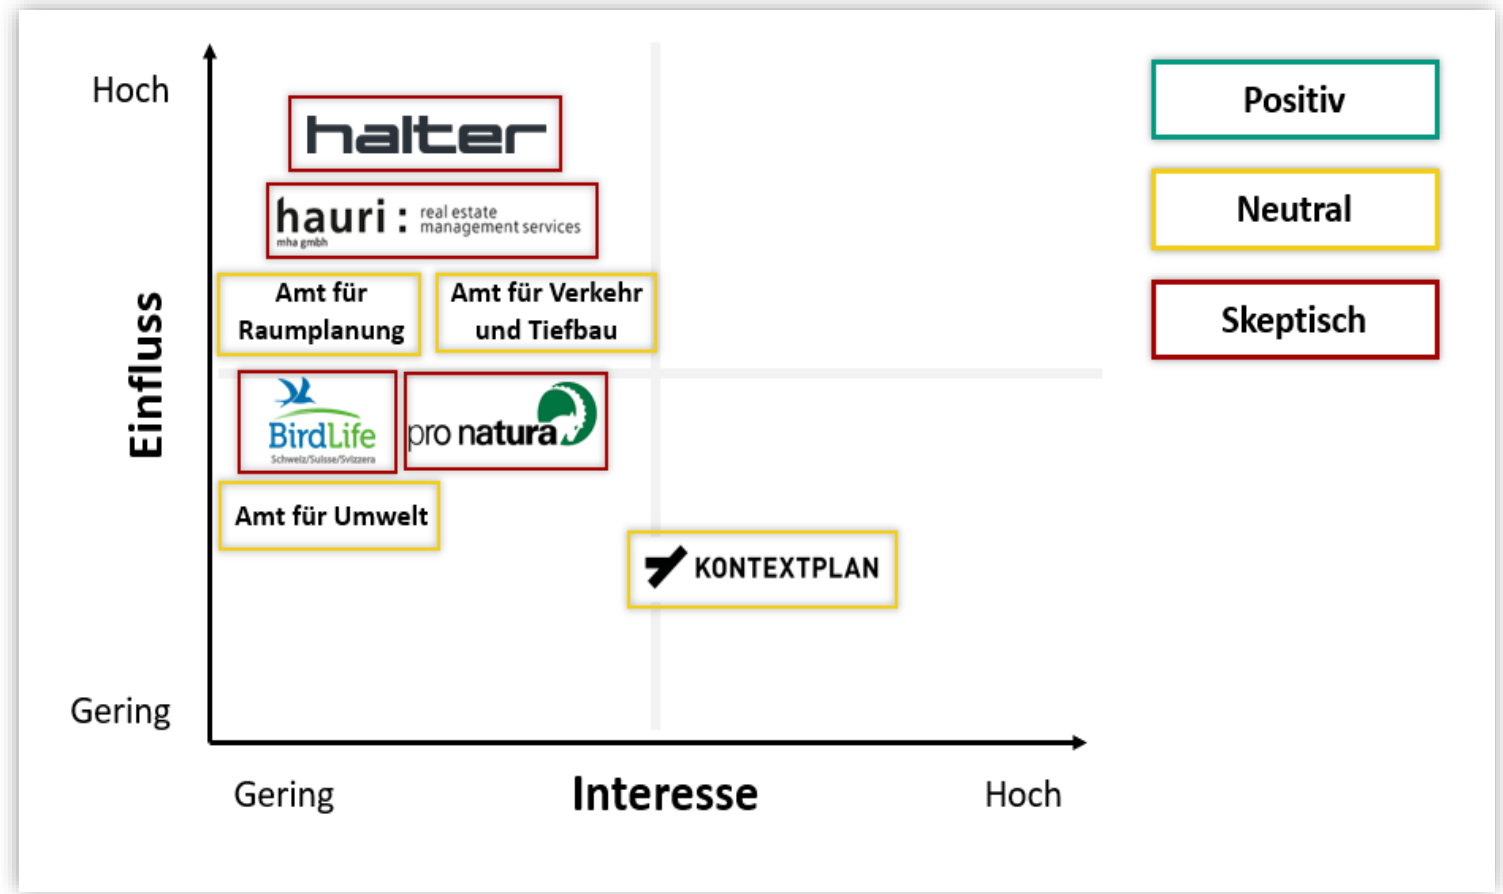 Hoch
halter
hauri : real estate
management services
mha gmbh
Amt für
Raumplanung
Amt für Verkehr
und Tiefbau
BirdLife
Schweiz/Suisse/Svizzera
pro natura
Amt für Umwelt
KONTEXTPLAN
Einfluss
Gering
Gering
Interesse
Hoch
Positiv
Neutral
Skeptisch